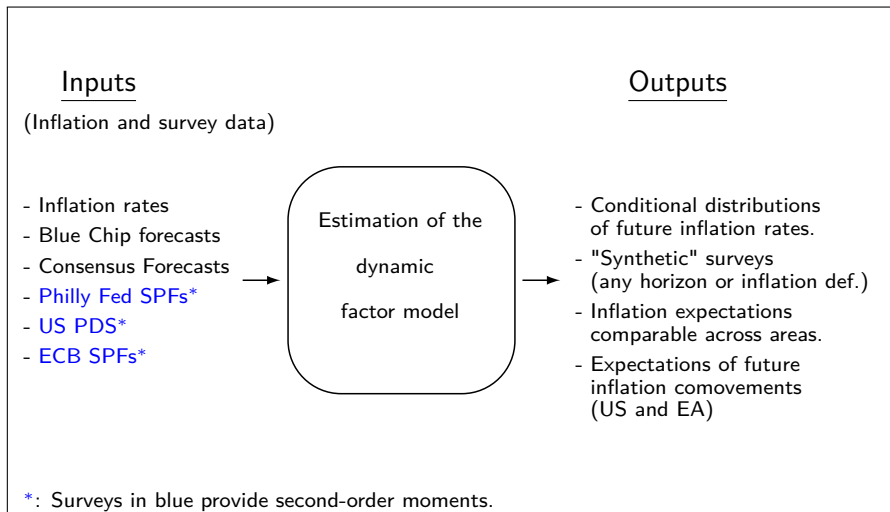 Inputs
(Inflation and survey data)
- Inflation rates
- Blue Chip forecasts
- Consensus Forecasts
- Philly Fed SPFs*
- US PDS*
- ECB SPFs*
Estimation of the
dynamic
factor model
Outputs
- Conditional distributions
of future inflation rates.
- "Synthetic" surveys
(any horizon or inflation def.)
- Inflation expectations
comparable across areas.
- Expectations of future
inflation comovements
(US and EA)
*: Surveys in blue provide second-order moments.